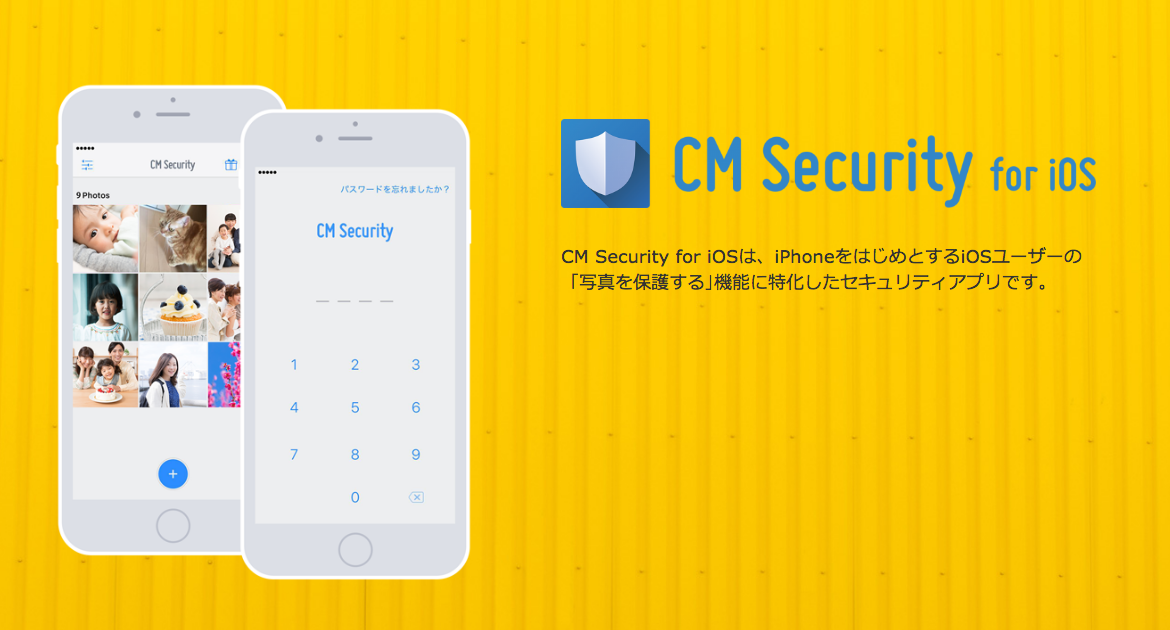 CM Security
9 Photos
+
パスワードを忘れましたか?
CM Security
1 2 3
4 5 6
7 8 9
0
CM Security for iOS
CM Security for iOSは、iPhoneをはじめとするiOSユーザーの
「写真を保護する」機能に特化したセキュリティアプリです。